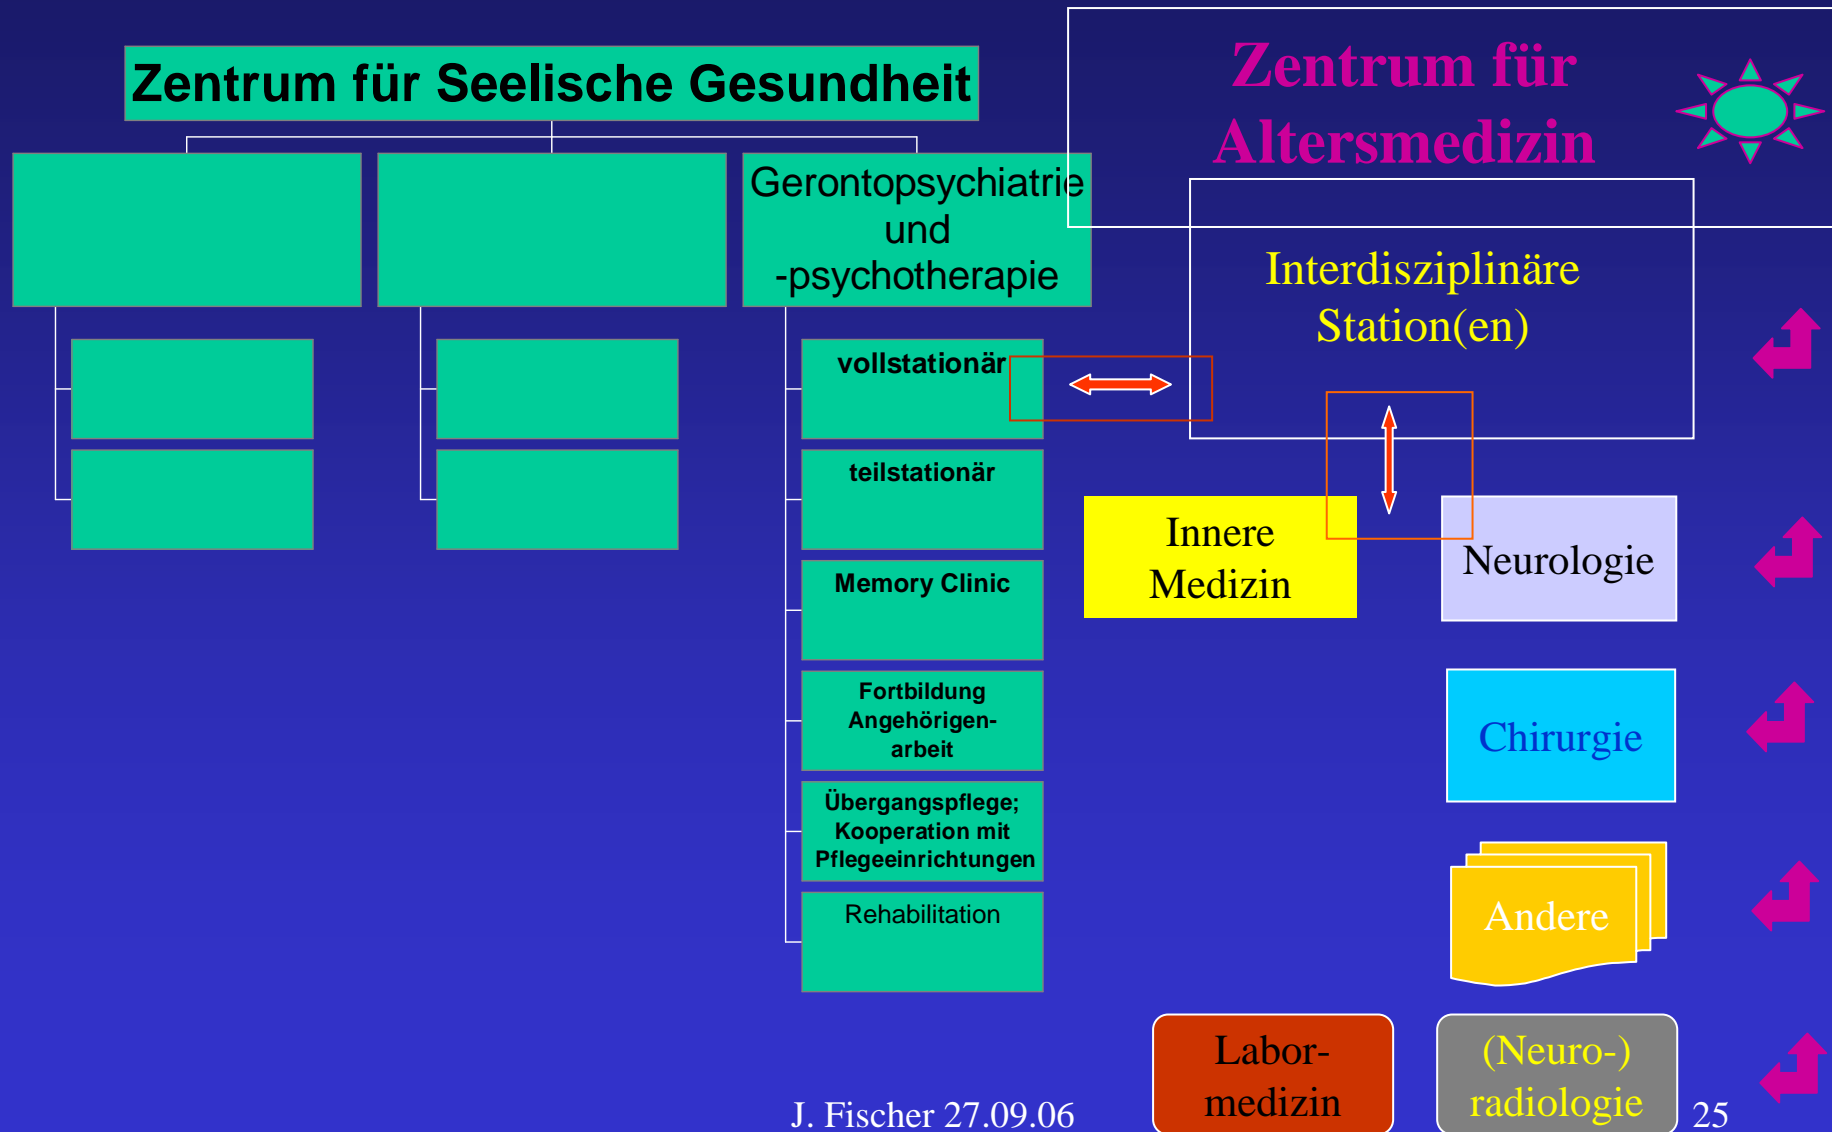 Zentrum für Seelische Gesundheit
Gerontopsychiatrie
und
-psychotherapie
vollstationär
teilstationär
Memory Clinic
Fortbildung
Angehörigen-
arbeit
Übergangspflege;
Kooperation mit
Pflegeeinrichtungen
Rehabilitation
Zentrum für
Altersmedizin
Interdisziplinäre
Station(en)
Innere
Medizin
Neurologie
Chirurgie
Andere
Labor-
medizin
(Neuro-)
radiologie
J. Fischer 27.09.06
25